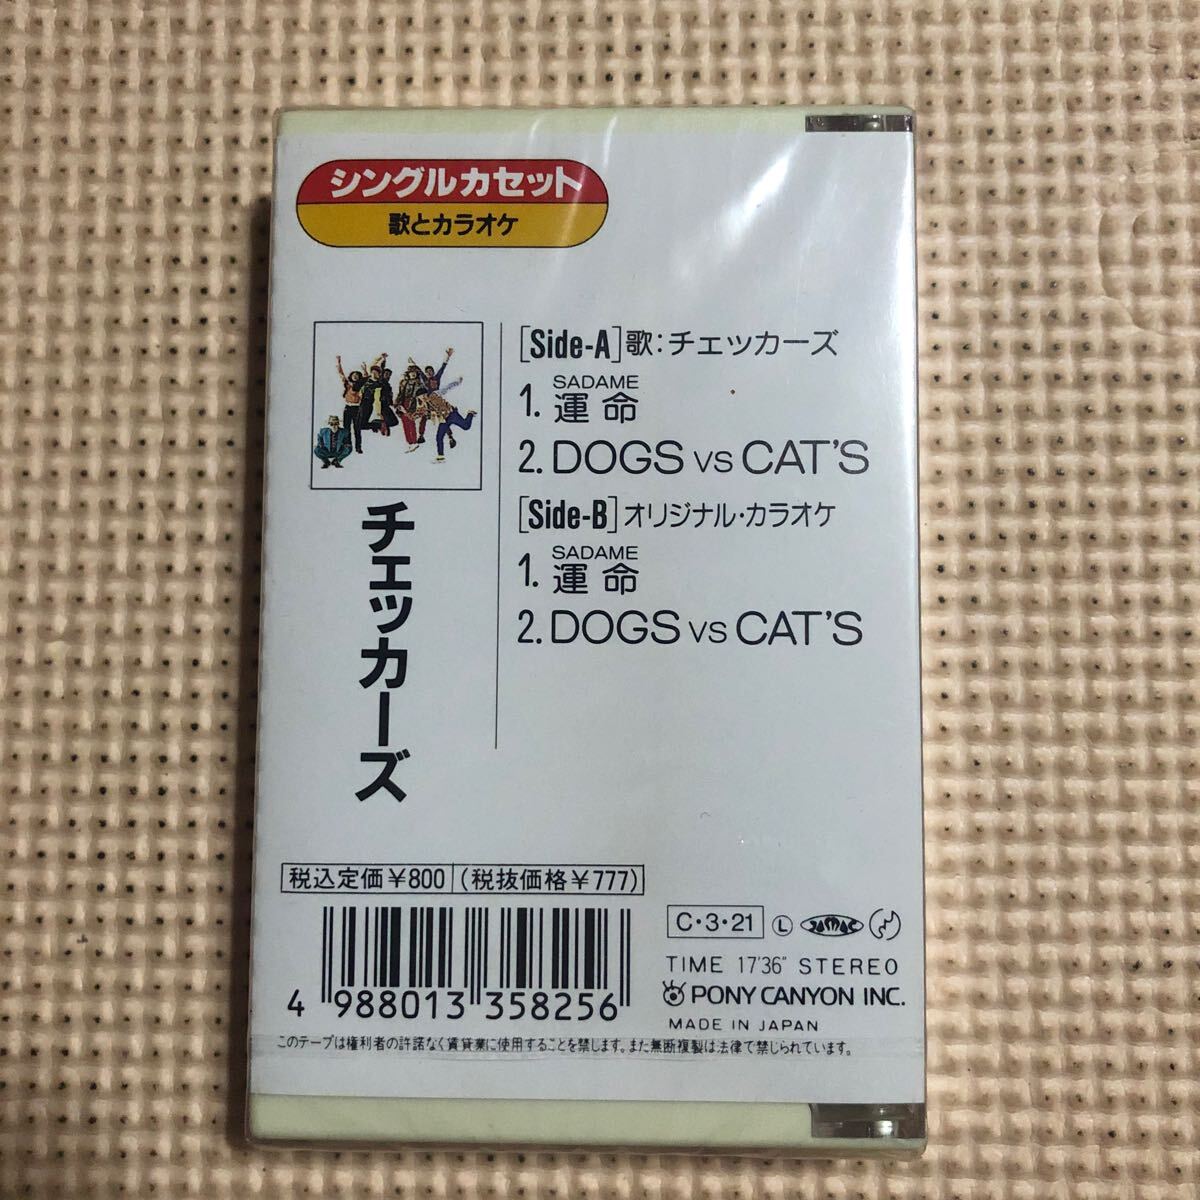 シングルカセット
歌とカラオケ
チェッカーズ
[Side-A]歌:チェッカーズ
SADAME
1. 運命
2. DOGS VS CAT'S
[Side-B]オリジナル・カラオケ
SADAME
1. 運命
2. DOGS VS CAT'S
税込定価¥800 (税抜価格¥777)
4 988013 358256
C・3・21 L JAMAC
TIME 17'36" STEREO
PONY CANYON INC.
MADE IN JAPAN
このテープは権利者の許諾なく賃貸業に使用することを禁じます。また無断複製は法律で禁じられています。